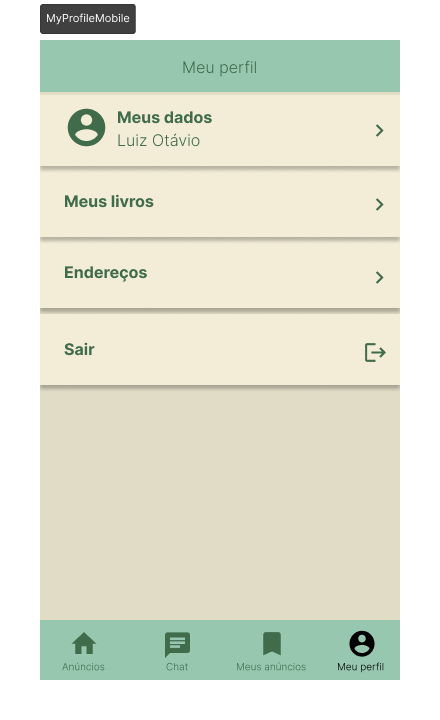 MyProfileMobile
Meu perfil
Meus dados
Luiz Otávio
Meus livros
Endereços
Sair
Anúncios
Chat
Meus anúncios
Meu perfil